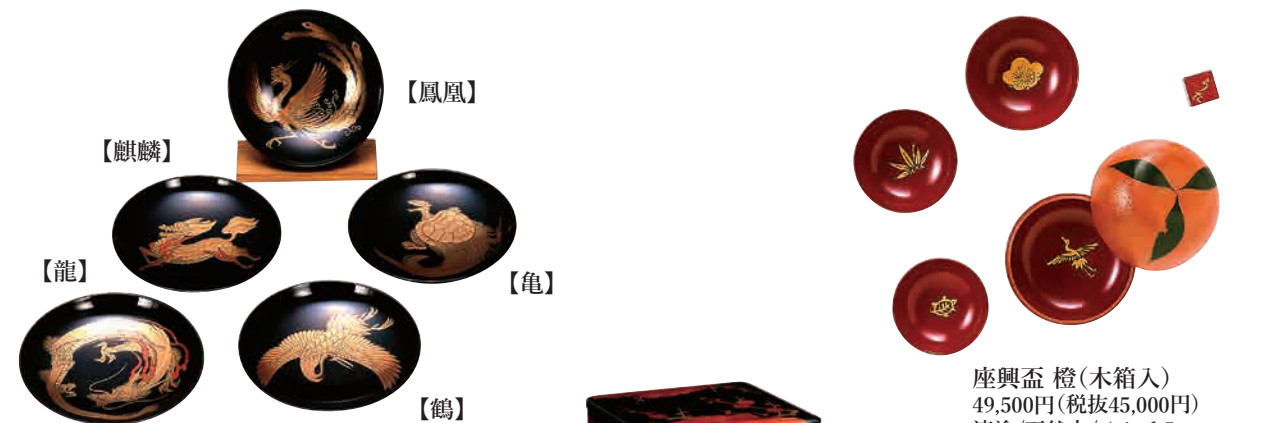 【鳳凰】
【麒麟】
【亀】
【龍】
【鶴】
座興盃 橙(木箱入)
49,500円(税抜45,000円)